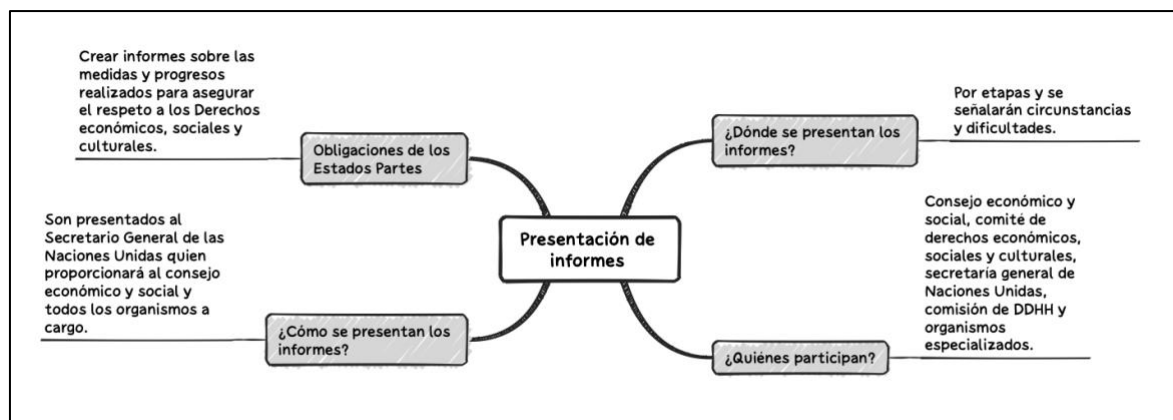 Crear informes sobre las
medidas y progresos
realizados para asegurar
el respeto a los Derechos
económicos, sociales y
culturales.
Obligaciones de los
Estados Partes
Son presentados al
Secretario General de las
Naciones Unidas quien
proporcionará al consejo
económico y social y
todos los organismos a
cargo.
¿Cómo se presentan los
informes?
Presentación de
informes
¿Dónde se presentan los
informes?
Por etapas y se
señalarán circunstancias
y dificultades.
¿Quiénes participan?
Consejo económico y
social, comité de
derechos económicos,
sociales y culturales,
secretaría general de
Naciones Unidas,
comisión de DDHH y
organismos
especializados.